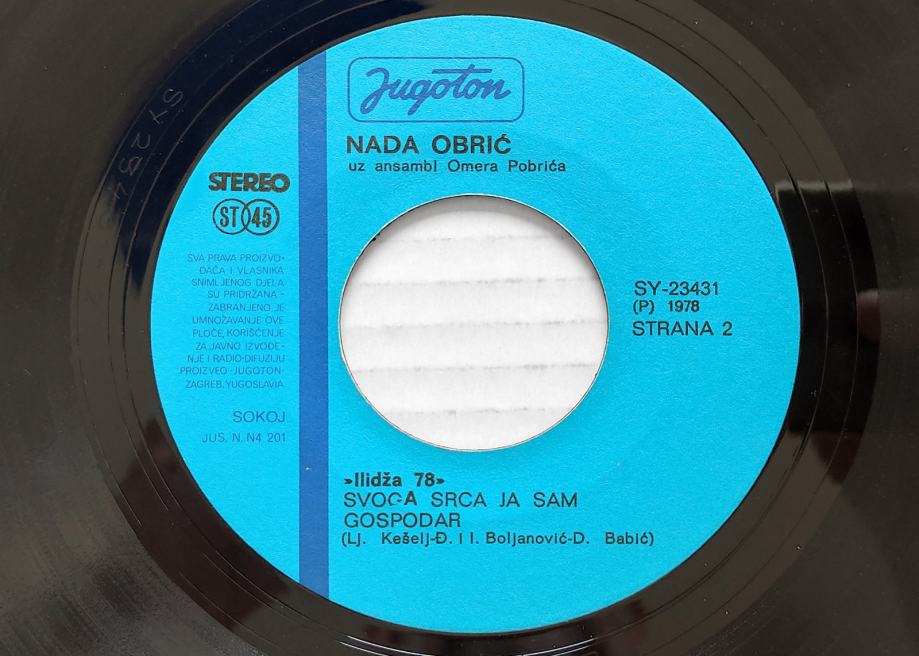 Jugoton
NADA OBRIĆ
uz ansambl Omera Pobrića
STEREO
ST 45
SVA PRAVA PROIZVO-
ĐAČA I VLASNIKA
SNIMLJENOG DJELA
SU PRIDRŽANA –
ZABRANJENO JE
UMNOŽAVANJE OVE
PLOČE, KORIŠĆENJE
ZA JAVNO IZVOĐE-
NJE I RADIO-DIFUZIJU
PROIZVEO »JUGOTON«
ZAGREB, YUGOSLAVIA
SOKOJ
JUS. N. N4 201
SY-23431
(P) 1978
STRANA 2
»Ilidža 78»
SVOGA SRCA JA SAM
GOSPODAR
(Lj. Kešelj-Đ. i I. Boljanović-D. Babić)